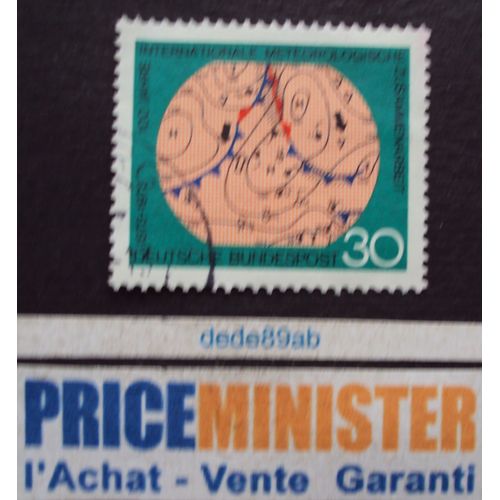 INTERNATIONALE METEOROLOGISCHE ZUSAMMENARBEIT
DEUTSCHE BUNDESPOST
30
dede89ab
PRICEMINISTER
l'Achat - Vente Garanti